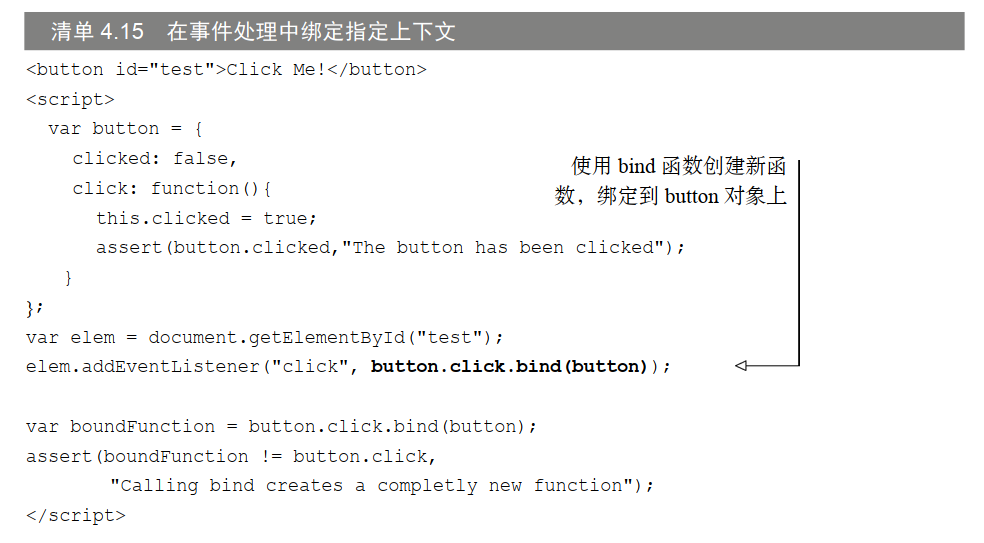 清单 4.15 在事件处理中绑定指定上下文
<button id="test">Click Me!</button>
<script>
var button = {
clicked: false,
click: function(){
this.clicked = true;
assert(button.clicked,"The button has been clicked");
}
};
使用 bind 函数创建新函
数，绑定到 button 对象上
var elem = document.getElementById("test");
elem.addEventListener("click", button.click.bind(button));
var boundFunction = button.click.bind(button);
assert(boundFunction != button.click,
"Calling bind creates a completly new function");
</script>